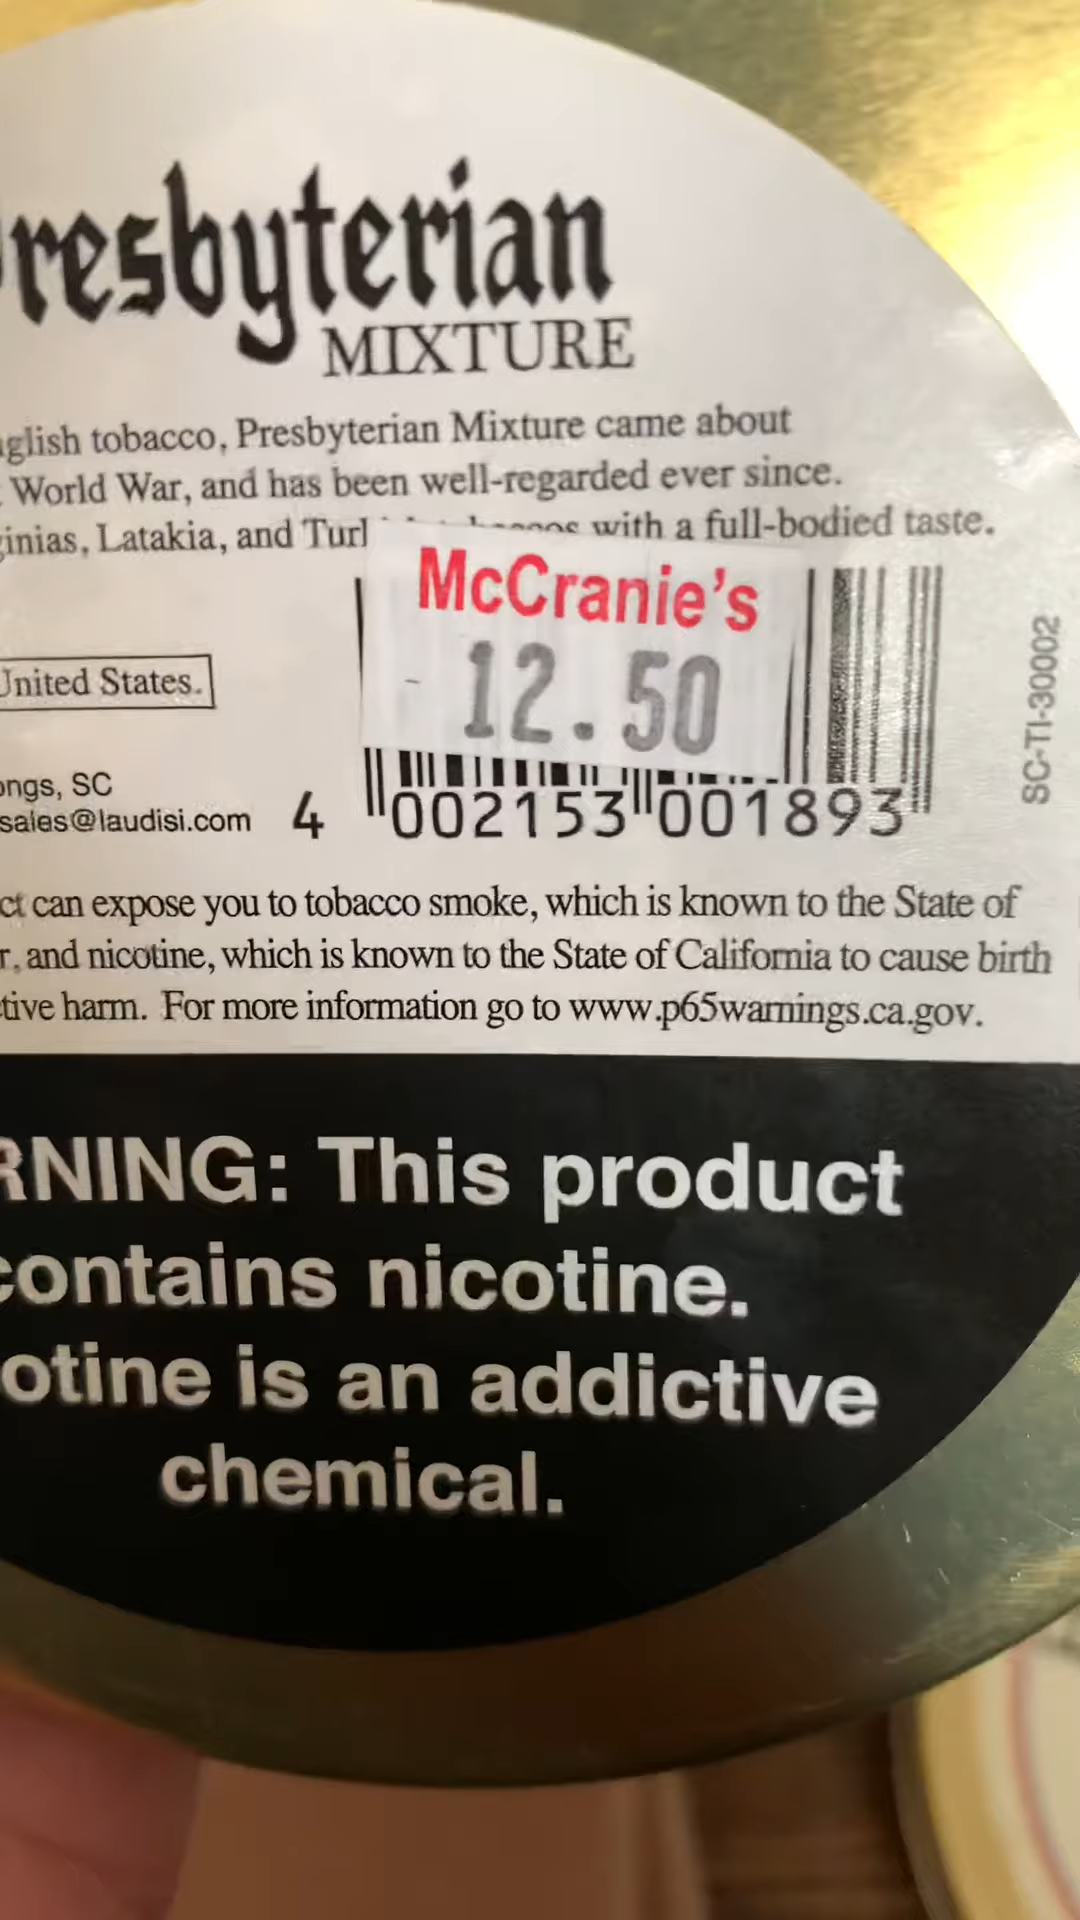 resbyterian
MIXTURE
glish tobacco, Presbyterian Mixture came about
World War, and has been well-regarded ever since.
inias, Latakia, and Turl with a full-bodied taste.
McCranie's
12.50
United States.
ongs, SC
sales@laudisi.com
4 002153 001893
SC-TI-30002
ct can expose you to tobacco smoke, which is known to the State of
r, and nicotine, which is known to the State of California to cause birth
tive harm. For more information go to www.p65warnings.ca.gov.
RNING: This product
contains nicotine.
otine is an addictive
chemical.